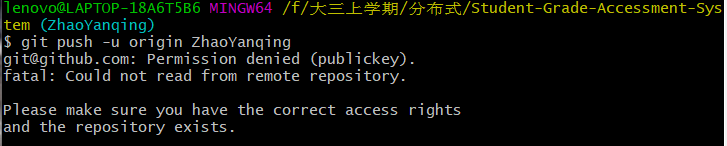 lenovo@LAPTOP-18A6T5B6 MINGW64 /f/大三上学期/分布式/Student-Grade-Accessment-Sys
tem (ZhaoYanqing)
$ git push -u origin ZhaoYanqing
git@github.com: Permission denied (publickey).
fatal: Could not read from remote repository.

Please make sure you have the correct access rights
and the repository exists.